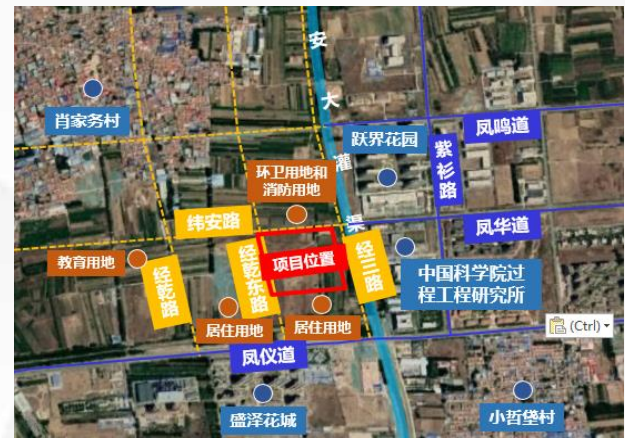 安大灌渠
肖家务村
跃界花园
凤鸣道
紫杉路
环卫用地和
消防用地
纬安路
凤华道
教育用地
经乾路
经乾东路
项目位置
经三路
中国科学院过
程工程研究所
居住用地
居住用地
(Ctrl)
凤仪道
盛泽花城
小哲垡村